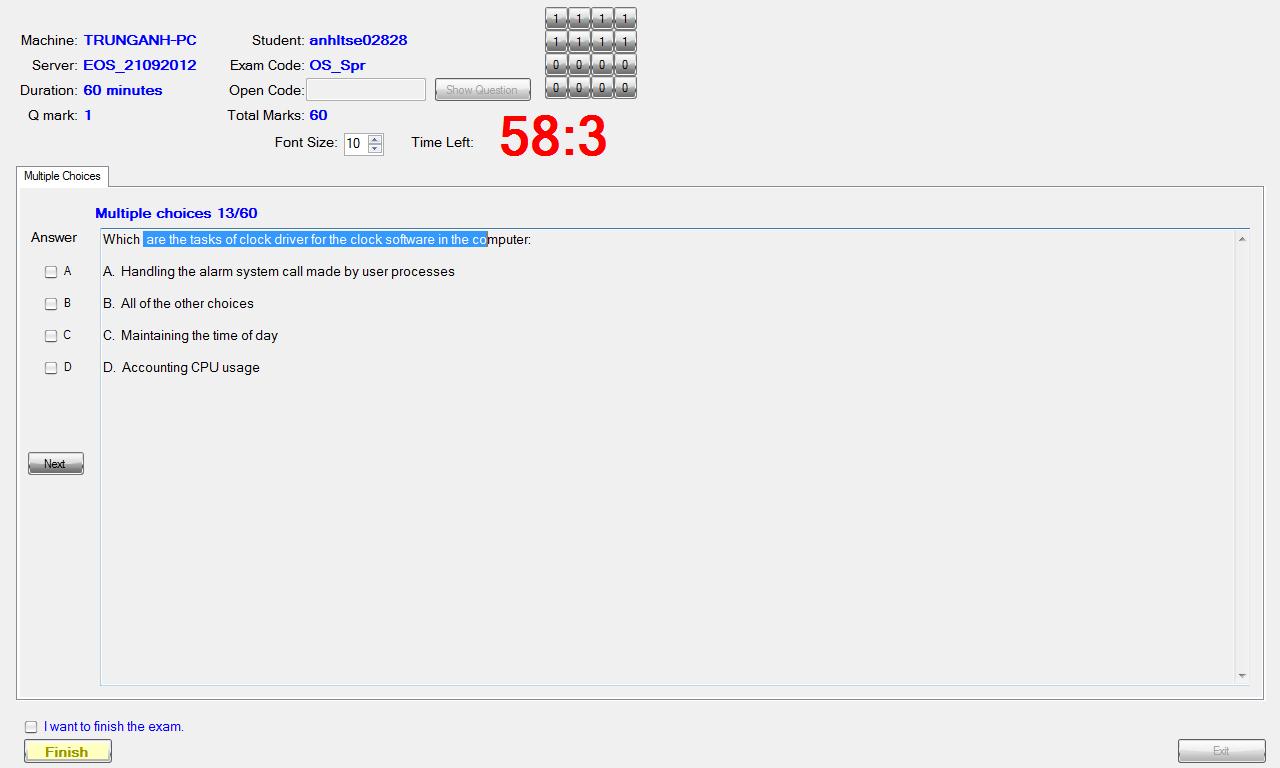 Machine: TRUNGANH-PC Student: anhltse02828
Server: EOS_21092012 Exam Code: OS_Spr
Duration: 60 minutes Open Code: Show Question
Q mark: 1 Total Marks: 60
1 1 1 1
1 1 1 1
0 0 0 0
0 0 0 0
Font Size: 10 Time Left: 58:3
Multiple Choices
Multiple choices 13/60
Answer
Which are the tasks of clock driver for the clock software in the computer:
A A. Handling the alarm system call made by user processes
B B. All of the other choices
C C. Maintaining the time of day
D D. Accounting CPU usage
Next
I want to finish the exam.
Finish
Exit